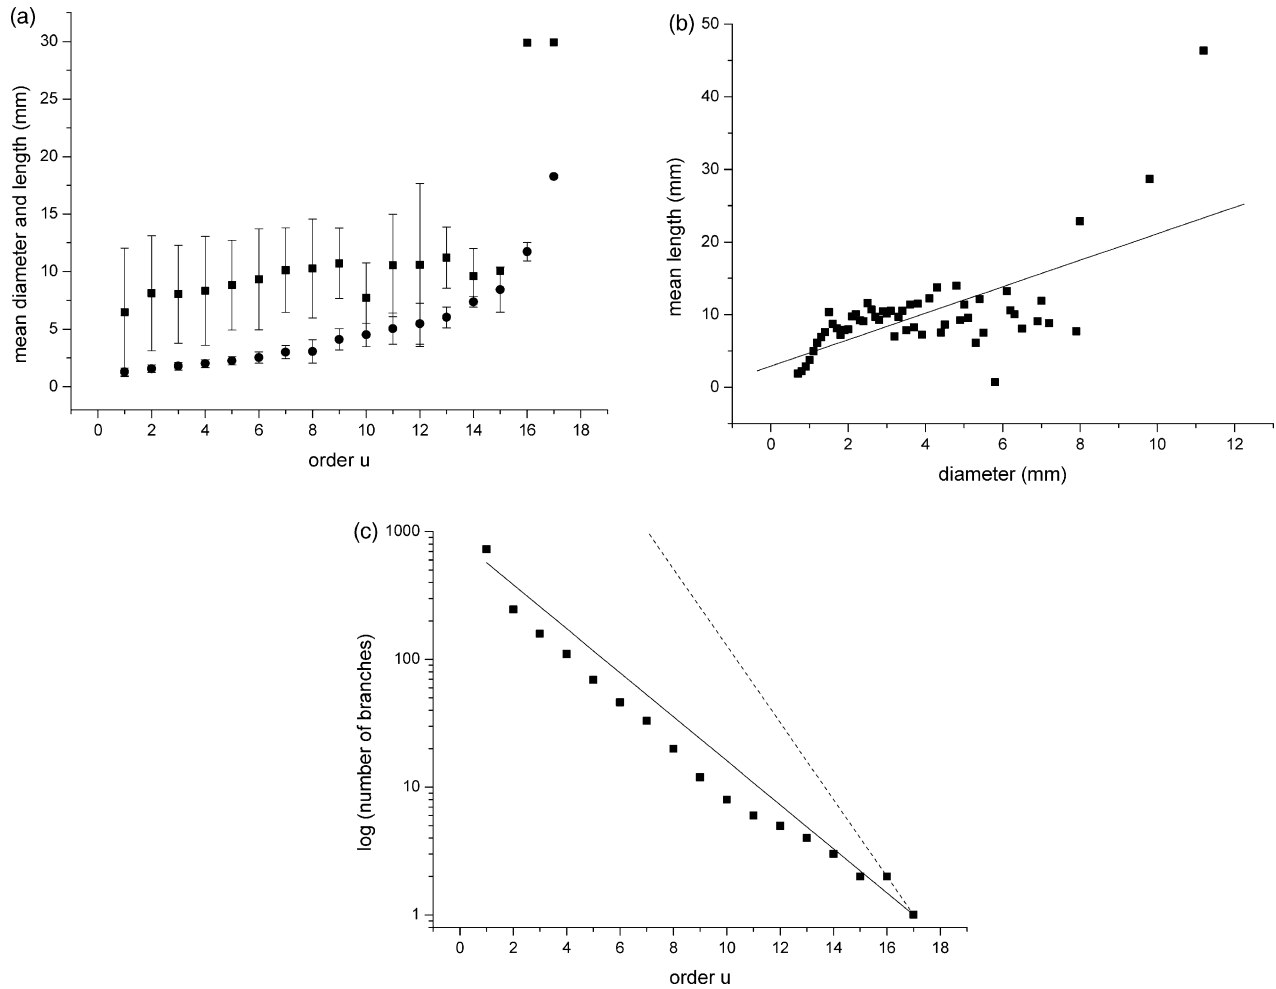 (a)
30
25
20
15
10
5
0
mean diameter and length (mm)
0 2 4 6 8 10 12 14 16 18
order u
(b)
50
40
30
20
10
0
mean length (mm)
0 2 4 6 8 10 12
diameter (mm)
(c)
1000
100
10
1
log (number of branches)
0 2 4 6 8 10 12 14 16 18
order u